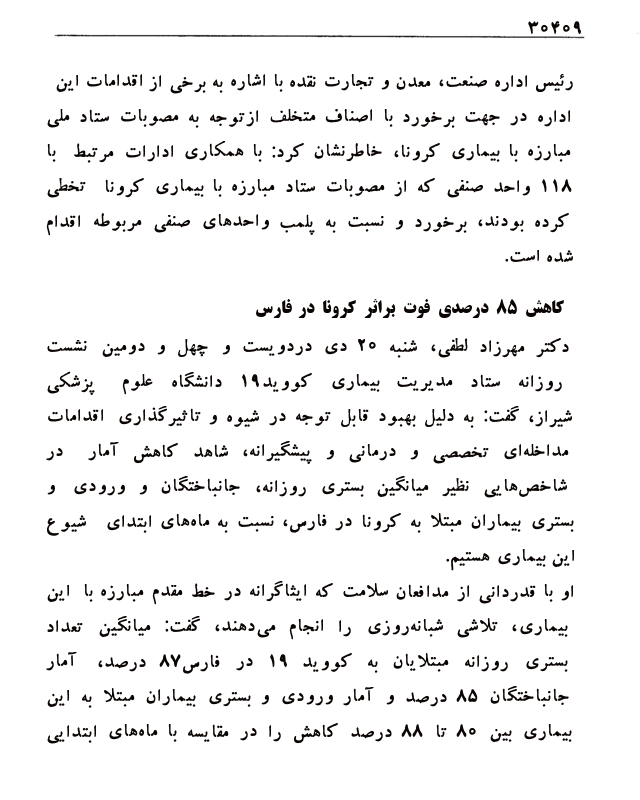 ۳۰۴۰۹
رئیس اداره صنعت، معدن و تجارت نقده با اشاره به برخی از اقدامات این
اداره در جهت برخورد با اصناف متخلف ازتوجه به مصوبات ستاد ملی
مبارزه با بیماری کرونا، خاطرنشان کرد: با همکاری ادارات مرتبط با
۱۱۸ واحد صنفی که از مصوبات ستاد مبارزه با بیماری کرونا تخطی
کرده بودند، برخورد و نسبت به پلمب واحدهای صنفی مربوطه اقدام
شده است.
کاهش ۸۵ درصدی فوت براثر کرونا در فارس
دکتر مهرزاد لطفی، شنبه ۲۰ دی دردویست و چهل و دومین نشست
روزانه ستاد مدیریت بیماری کووید۱۹ دانشگاه علوم پزشکی
شیراز، گفت: به دلیل بهبود قابل توجه در شیوه و تاثیرگذاری اقدامات
مداخله‌ای تخصصی و درمانی و پیشگیرانه، شاهد کاهش آمار در
شاخص‌هایی نظیر میانگین بستری روزانه، جانباختگان و ورودی و
بستری بیماران مبتلا به کرونا در فارس، نسبت به ماه‌های ابتدای شیوع
این بیماری هستیم.
او با قدردانی از مدافعان سلامت که ایثاگرانه در خط مقدم مبارزه با این
بیماری، تلاشی شبانه‌روزی را انجام می‌دهند، گفت: میانگین تعداد
بستری روزانه مبتلایان به کووید ۱۹ در فارس۸۷ درصد، آمار
جانباختگان ۸۵ درصد و آمار ورودی و بستری بیماران مبتلا به این
بیماری بین ۸۰ تا ۸۸ درصد کاهش را در مقایسه با ماه‌های ابتدایی